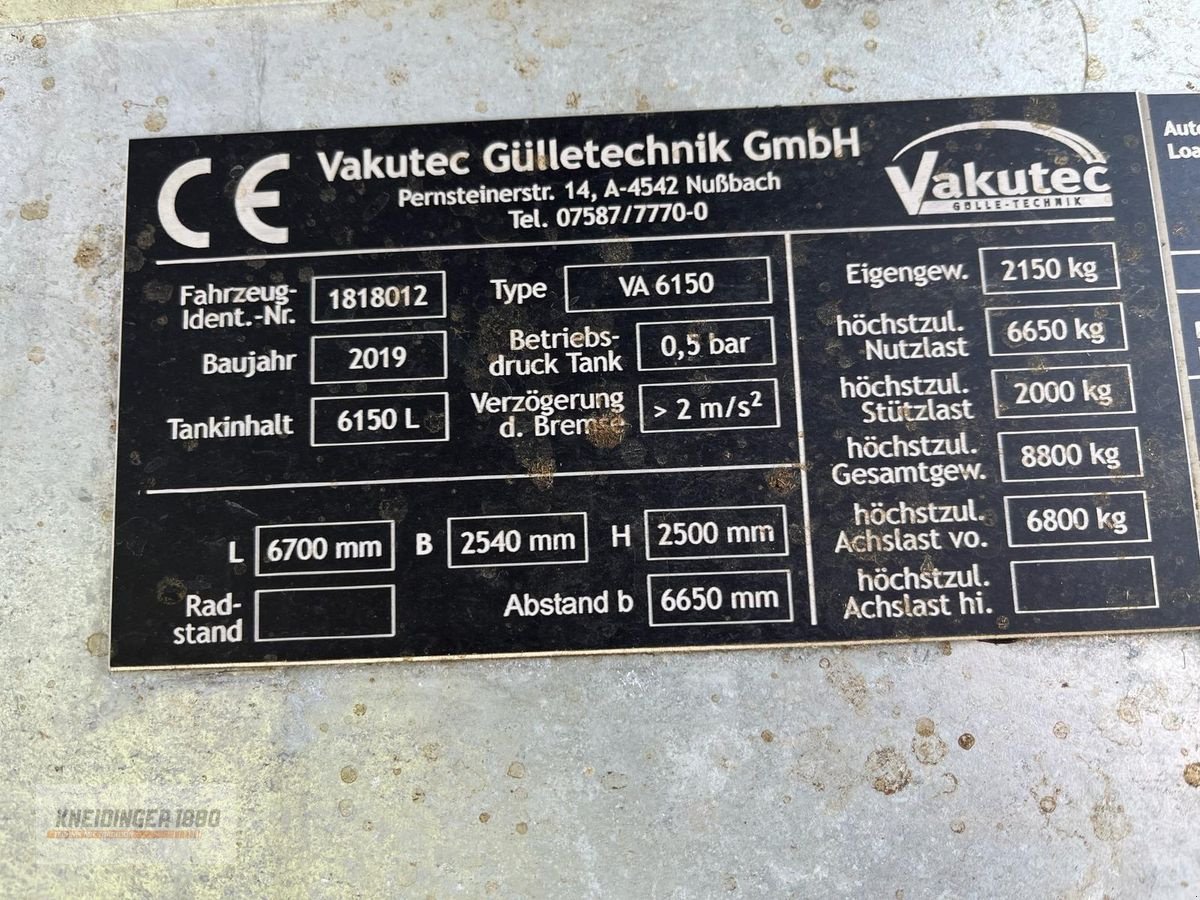 CE
Vakutec Gülletechnik GmbH
Pernsteinerstr. 14, A-4542 Nußbach
Tel. 07587/7770-0
Vakutec
GÜLLE-TECHNIK
Fahrzeug-
Ident.-Nr. 1818012
Baujahr 2019
Tankinhalt 6150 L
Type VA 6150
Betriebs-
druck Tank 0,5 bar
Verzögerung
d. Bremse > 2 m/s²
L 6700 mm B 2540 mm H 2500 mm
Rad-
stand
Abstand b 6650 mm
Eigengew. 2150 kg
höchstzul.
Nutzlast 6650 kg
höchstzul.
Stützlast 2000 kg
höchstzul.
Gesamtgew. 8800 kg
höchstzul.
Achslast vo. 6800 kg
höchstzul.
Achslast hi.
KNEIDINGER 1880